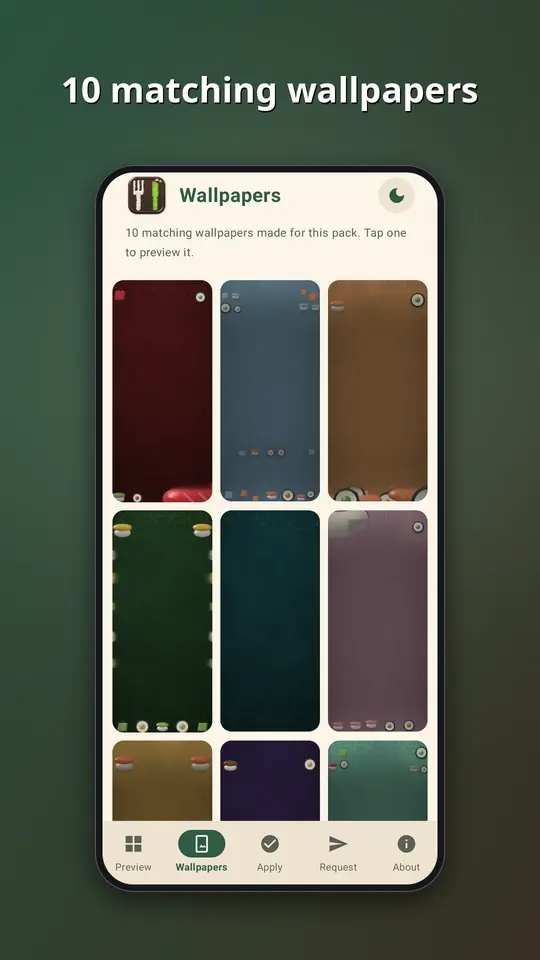 10 matching wallpapers
Wallpapers
10 matching wallpapers made for this pack. Tap one
to preview it.
Preview
Wallpapers
Apply
Request
About